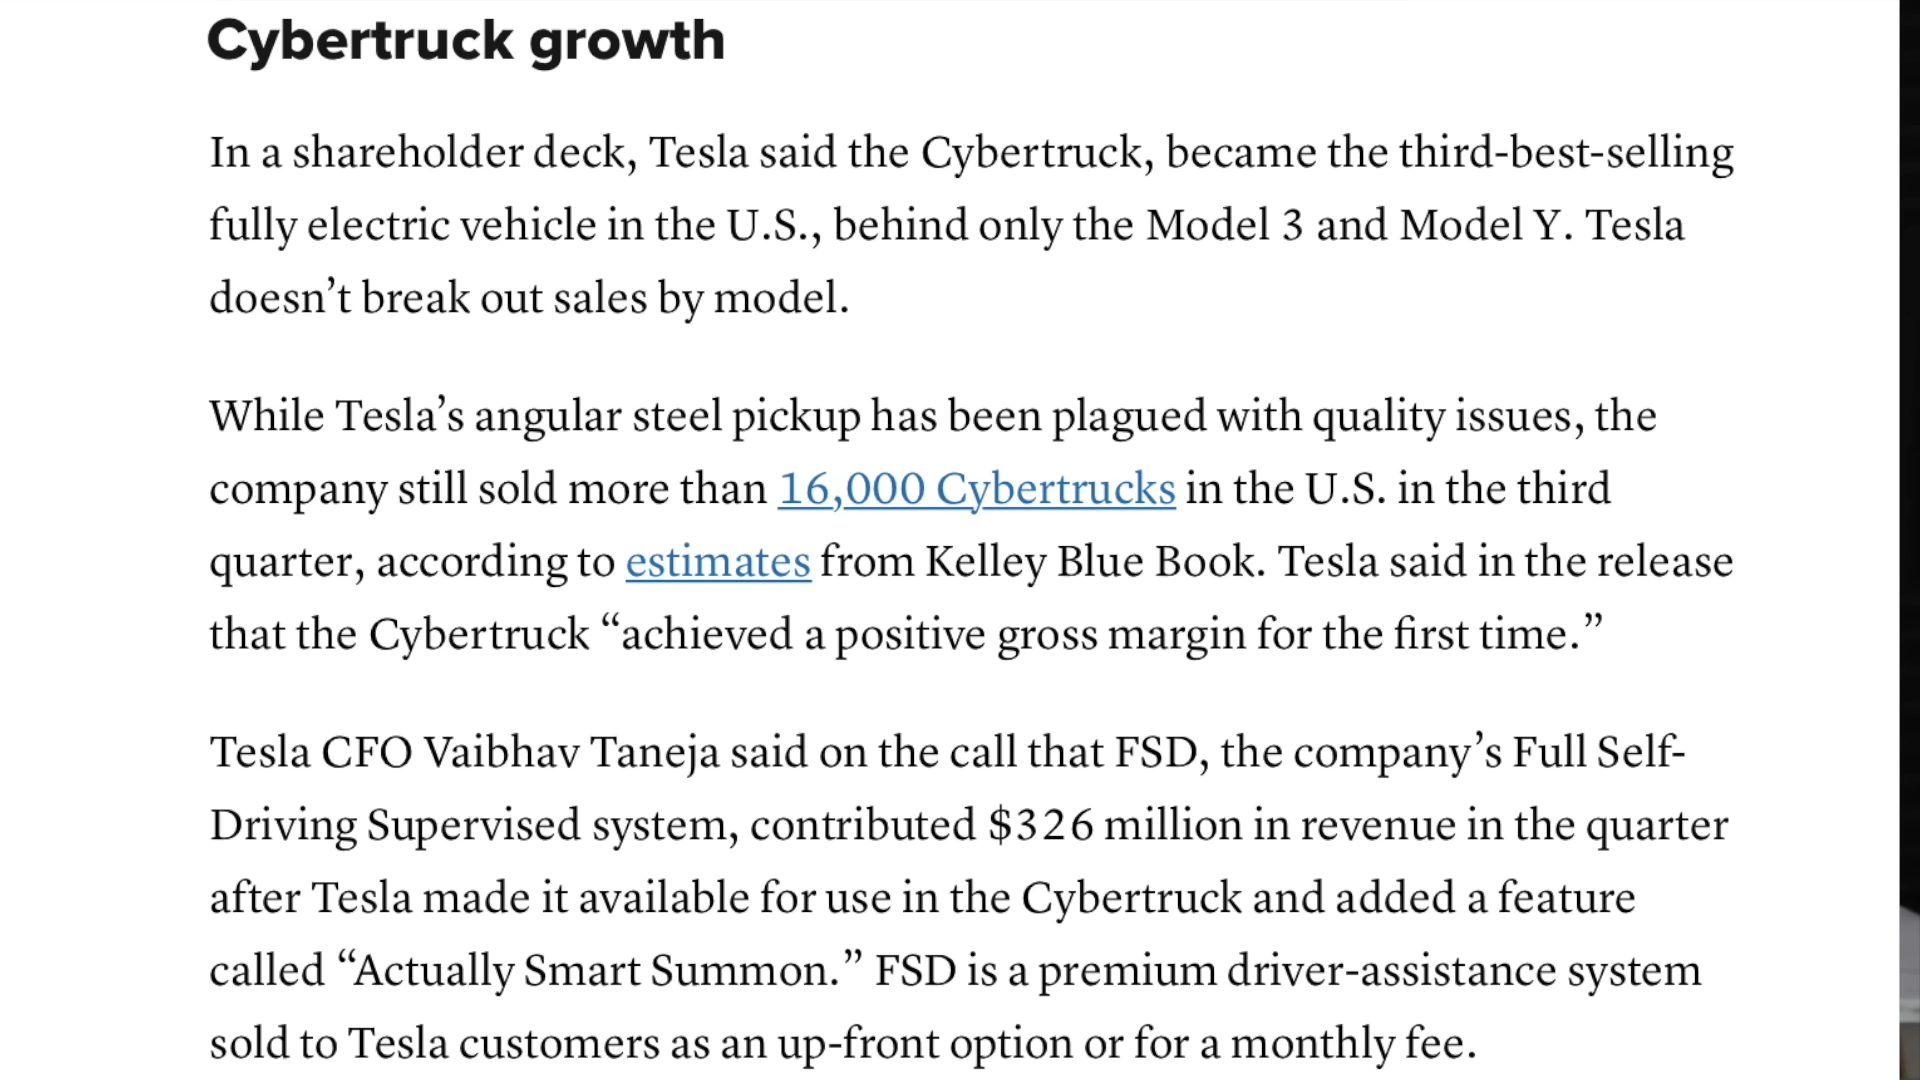 Cybertruck growth
In a shareholder deck, Tesla said the Cybertruck, became the third-best-selling
fully electric vehicle in the U.S., behind only the Model 3 and Model Y. Tesla
doesn’t break out sales by model.
While Tesla’s angular steel pickup has been plagued with quality issues, the
company still sold more than 16,000 Cybertrucks in the U.S. in the third
quarter, according to estimates from Kelley Blue Book. Tesla said in the release
that the Cybertruck “achieved a positive gross margin for the first time.”
Tesla CFO Vaibhav Taneja said on the call that FSD, the company’s Full Self-
Driving Supervised system, contributed $326 million in revenue in the quarter
after Tesla made it available for use in the Cybertruck and added a feature
called “Actually Smart Summon.” FSD is a premium driver-assistance system
sold to Tesla customers as an up-front option or for a monthly fee.